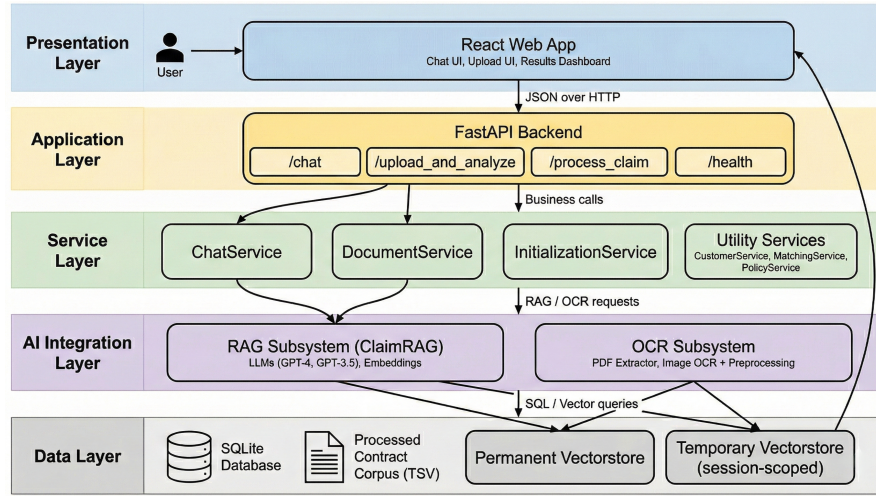 Presentation
Layer
User
React Web App
Chat UI, Upload UI, Results Dashboard
JSON over HTTP
Application
Layer
FastAPI Backend
/chat
/upload_and_analyze
/process_claim
/health
Business calls
Service
Layer
ChatService
DocumentService
InitializationService
Utility Services
CustomerService, MatchingService,
PolicyService
RAG / OCR requests
AI Integration
Layer
RAG Subsystem (ClaimRAG)
LLMs (GPT-4, GPT-3.5), Embeddings
OCR Subsystem
PDF Extractor, Image OCR + Preprocessing
SQL / Vector queries
Data Layer
SQLite
Database
Processed
Contract
Corpus (TSV)
Permanent Vectorstore
Temporary Vectorstore
(session-scoped)